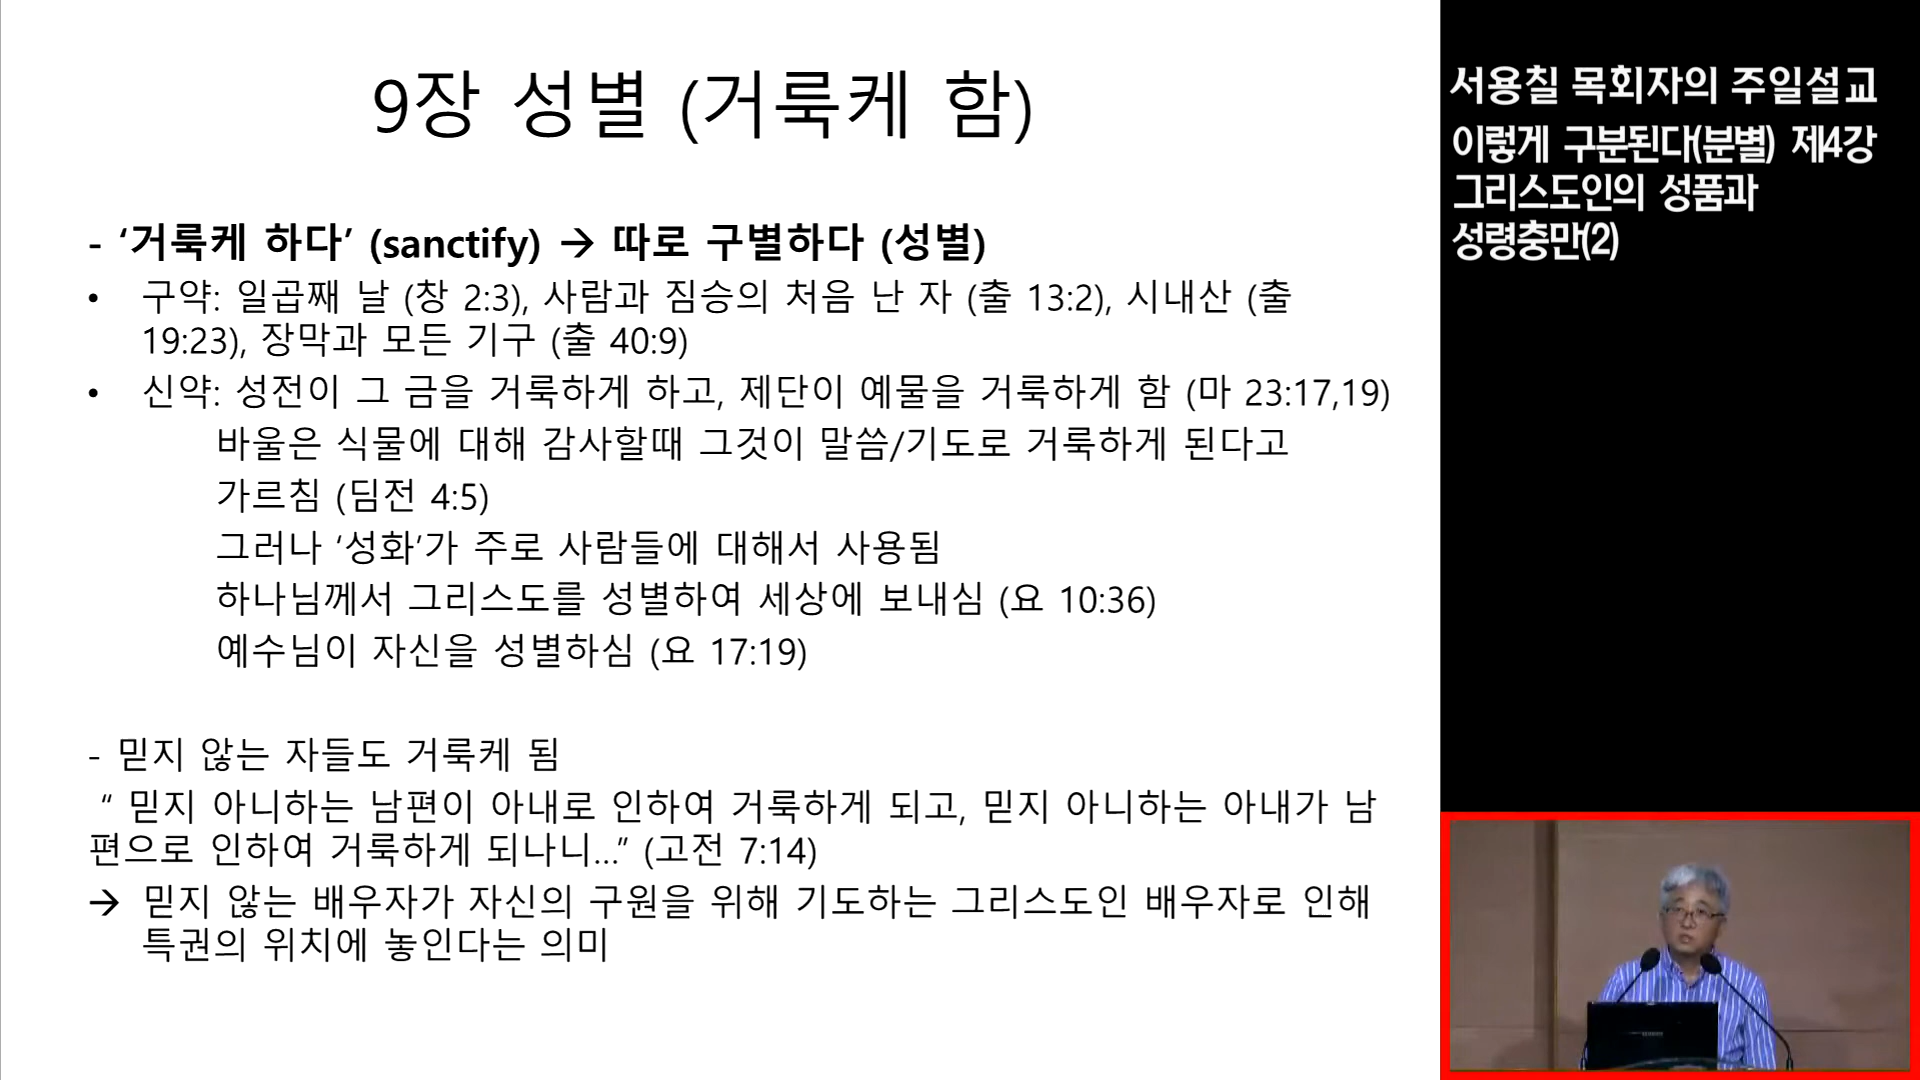 9장 성별 (거룩케 함)
- ‘거룩케 하다’ (sanctify) → 따로 구별하다 (성별)
• 구약: 일곱째 날 (창 2:3), 사람과 짐승의 처음 난 자 (출 13:2), 시내산 (출
19:23), 장막과 모든 기구 (출 40:9)
• 신약: 성전이 그 금을 거룩하게 하고, 제단이 예물을 거룩하게 함 (마 23:17,19)
바울은 식물에 대해 감사할때 그것이 말씀/기도로 거룩하게 된다고
가르침 (딤전 4:5)
그러나 ‘성화’가 주로 사람들에 대해서 사용됨
하나님께서 그리스도를 성별하여 세상에 보내심 (요 10:36)
예수님이 자신을 성별하심 (요 17:19)
- 믿지 않는 자들도 거룩케 됨
“ 믿지 아니하는 남편이 아내로 인하여 거룩하게 되고, 믿지 아니하는 아내가 남
편으로 인하여 거룩하게 되나니...” (고전 7:14)
→ 믿지 않는 배우자가 자신의 구원을 위해 기도하는 그리스도인 배우자로 인해
특권의 위치에 놓인다는 의미
서용칠 목회자의 주일설교
이렇게 구분된다(분별) 제4강
그리스도인의 성품과
성령충만(2)